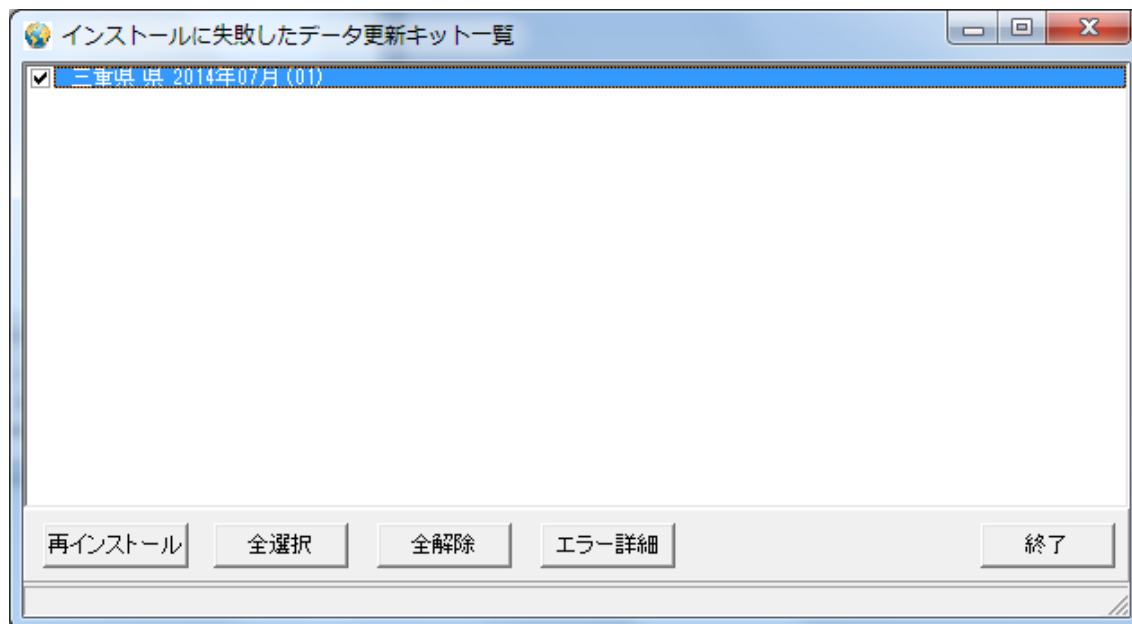 インストールに失敗したデータ更新キット一覧
三重県 県 2014年07月(01)
再インストール 全選択 全解除 エラー詳細 終了